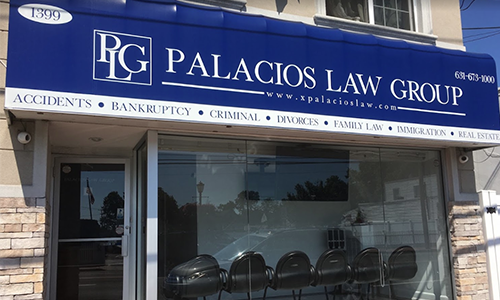 1399
PLG
PALACIOS LAW GROUP
631-673-1000
www.xpalacioslaw.com
ACCIDENTS • BANKRUPTCY • CRIMINAL • DIVORCES • FAMILY LAW • IMMIGRATION • REAL ESTATE